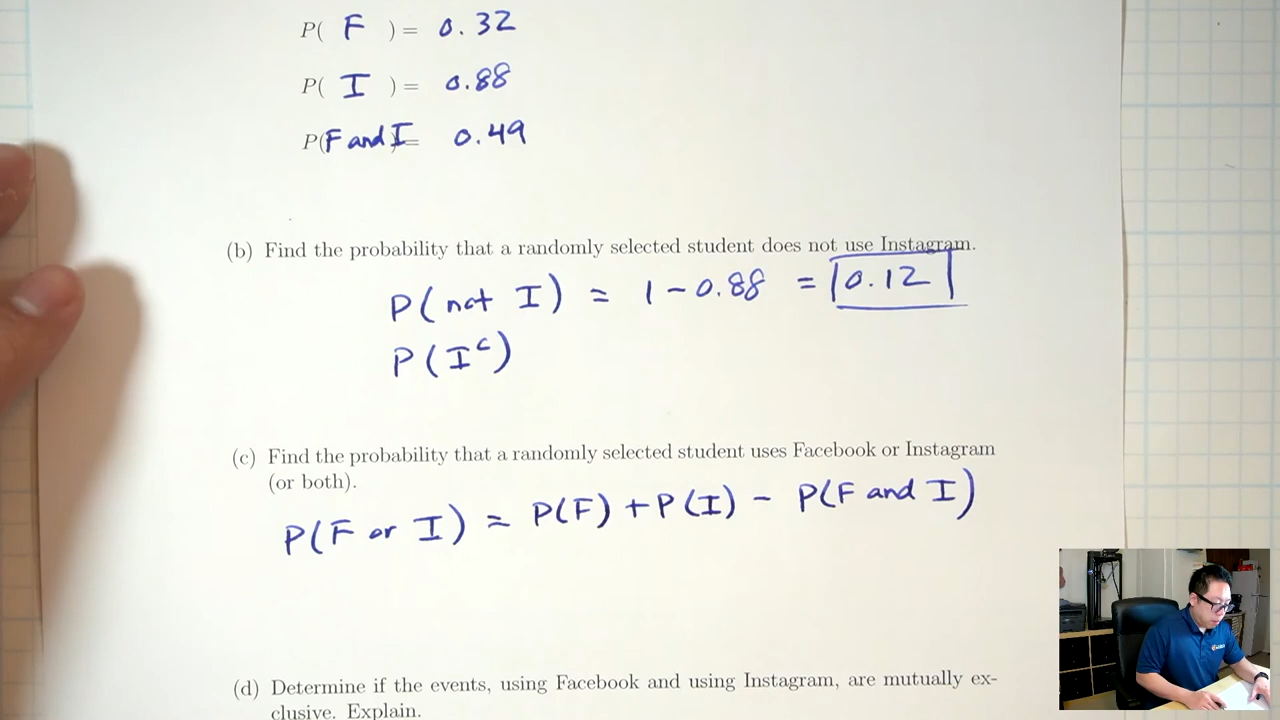 P( F ) = 0.32
P( I ) = 0.88
P(F and I) = 0.49
(b) Find the probability that a randomly selected student does not use Instagram.
P(not I) = 1 - 0.88 = 0.12
P(Iᶜ)
(c) Find the probability that a randomly selected student uses Facebook or Instagram
(or both).
P(F or I) = P(F) + P(I) - P(F and I)
(d) Determine if the events, using Facebook and using Instagram, are mutually ex-
clusive. Explain.